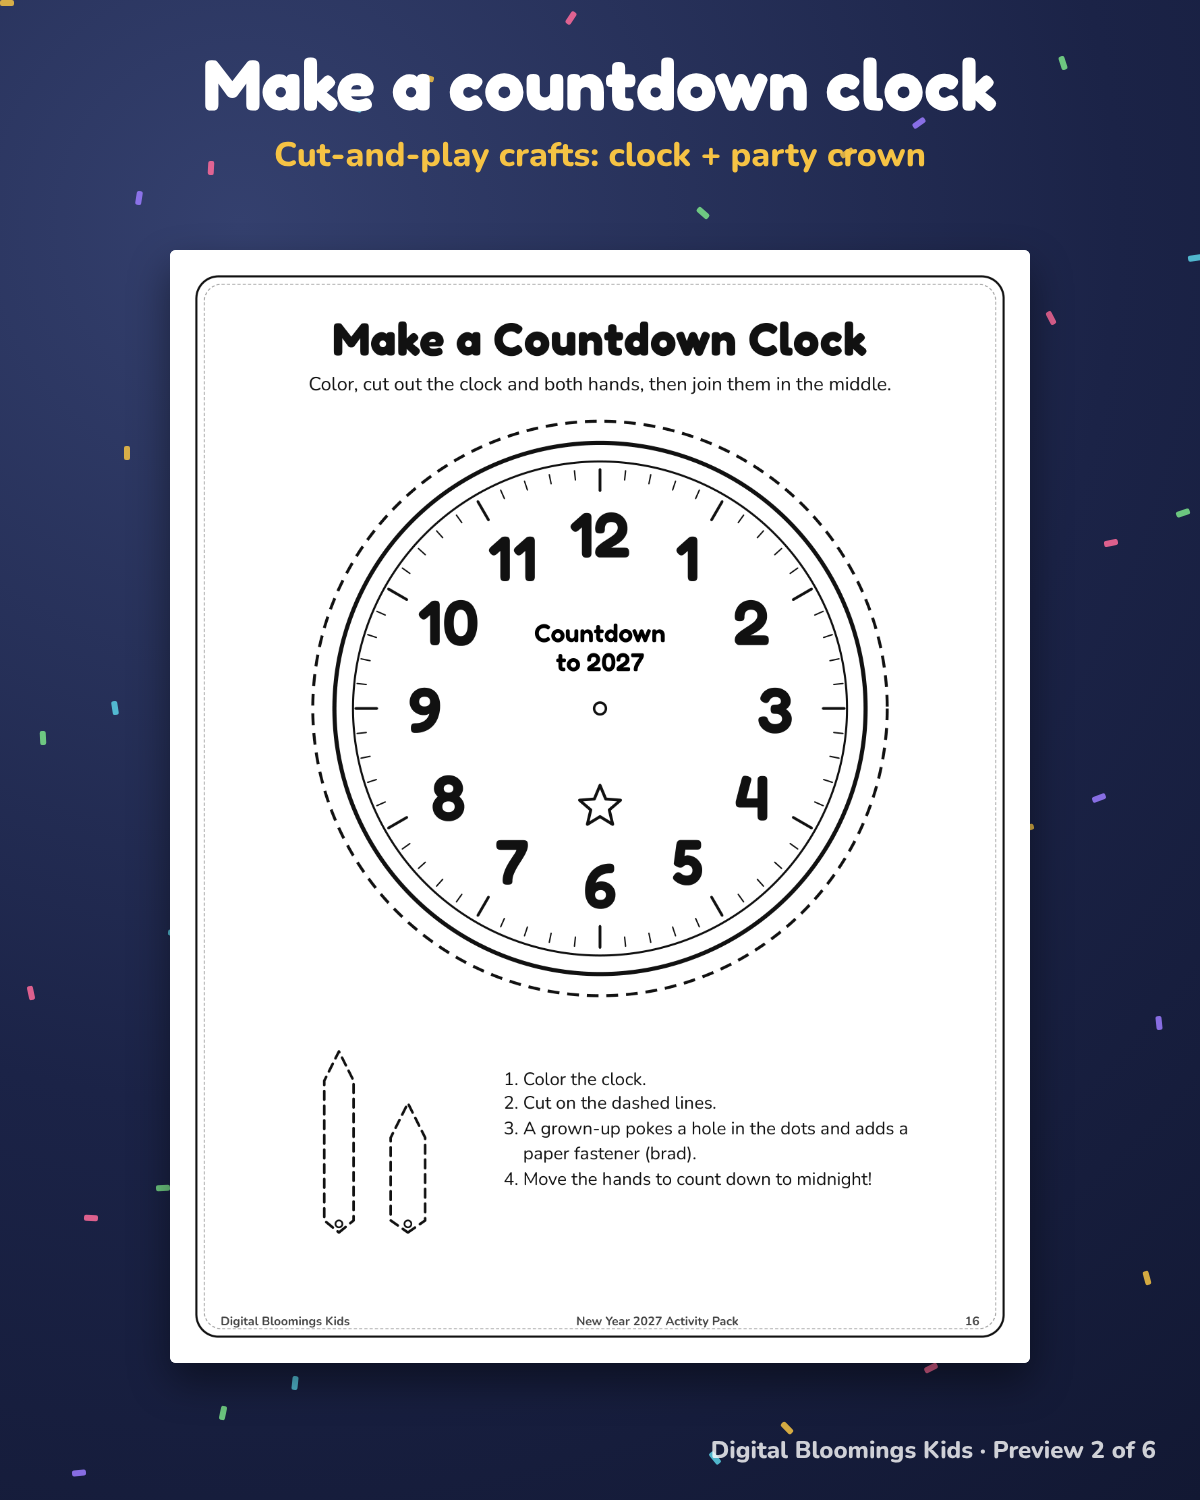 Make a countdown clock
Cut-and-play crafts: clock + party crown
Make a Countdown Clock
Color, cut out the clock and both hands, then join them in the middle.
12
11
1
10
2
Countdown
to 2027
9
3
8
4
7
5
6
1. Color the clock.
2. Cut on the dashed lines.
3. A grown-up pokes a hole in the dots and adds a
paper fastener (brad).
4. Move the hands to count down to midnight!
Digital Bloomings Kids
New Year 2027 Activity Pack
16
Digital Bloomings Kids · Preview 2 of 6